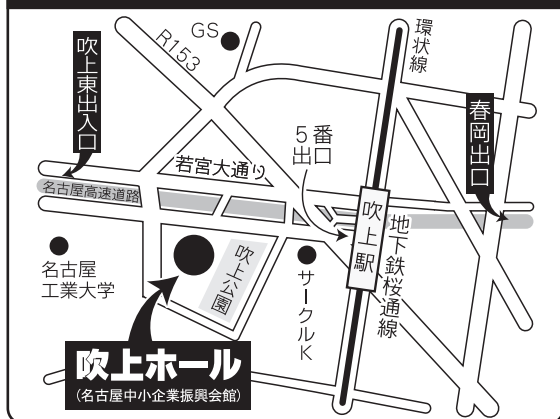 GS
R153
環状線
吹上東出入口
春岡出口
5番出口
若宮大通り
名古屋高速道路
吹上駅
地下鉄桜通線
名古屋
工業大学
吹上公園
サークルK
吹上ホール
(名古屋中小企業振興会館)